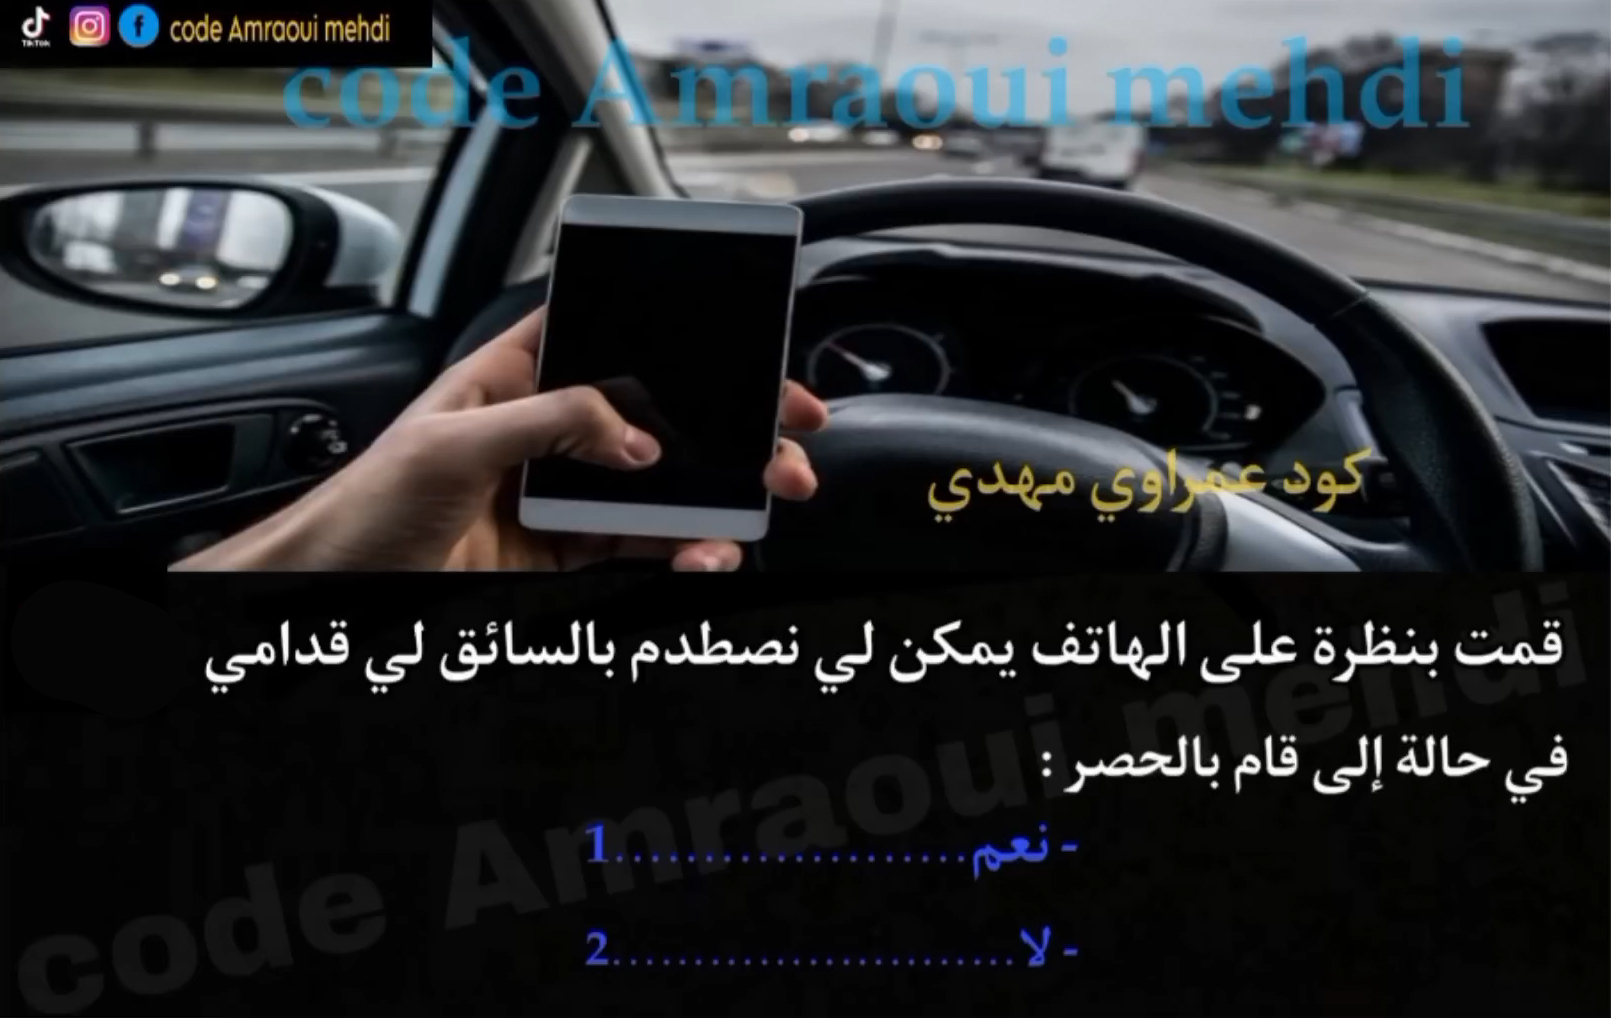 code Amraoui mehdi
code Amraoui mehdi
كود عمراوي مهدي
قمت بنظرة على الهاتف يمكن لي نصطدم بالسائق لي قدامي
في حالة إلى قام بالحصر :
- نعم.....................1
- لا.........................2
code Amraoui mehdi